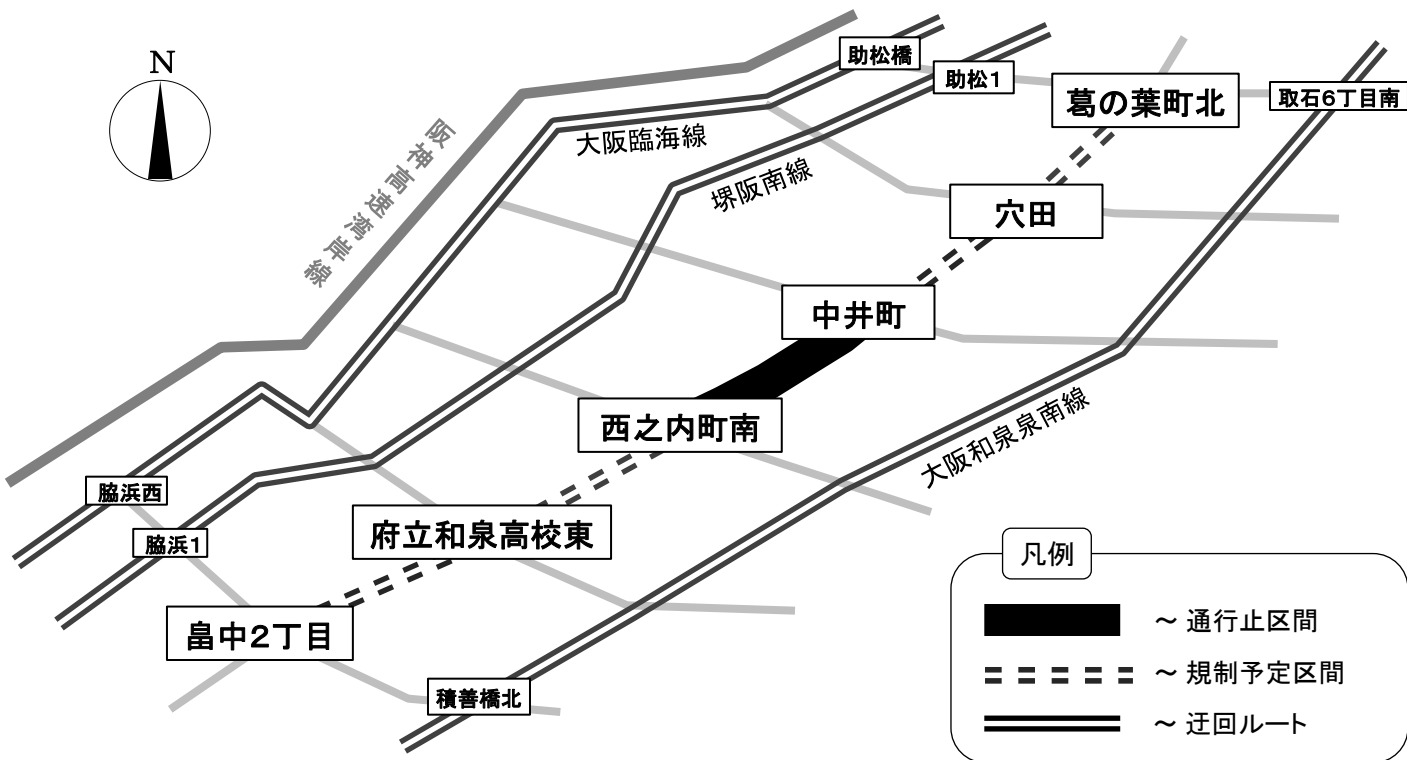 N
助松橋
助松1
葛の葉町北
取石6丁目南
大阪臨海線
阪神高速湾岸線
堺阪南線
穴田
中井町
西之内町南
大阪和泉泉南線
脇浜西
脇浜1
府立和泉高校東
畠中2丁目
積善橋北
凡例
～ 通行止区間
～ 規制予定区間
～ 迂回ルート